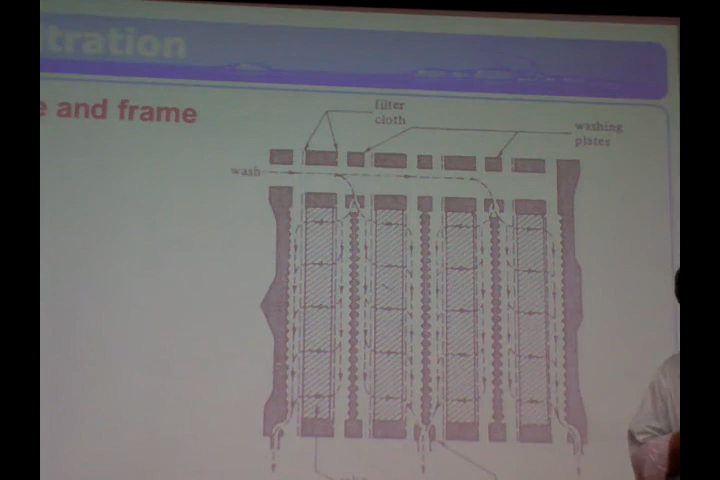 tration
e and frame
filter
cloth
washing
plates
wash